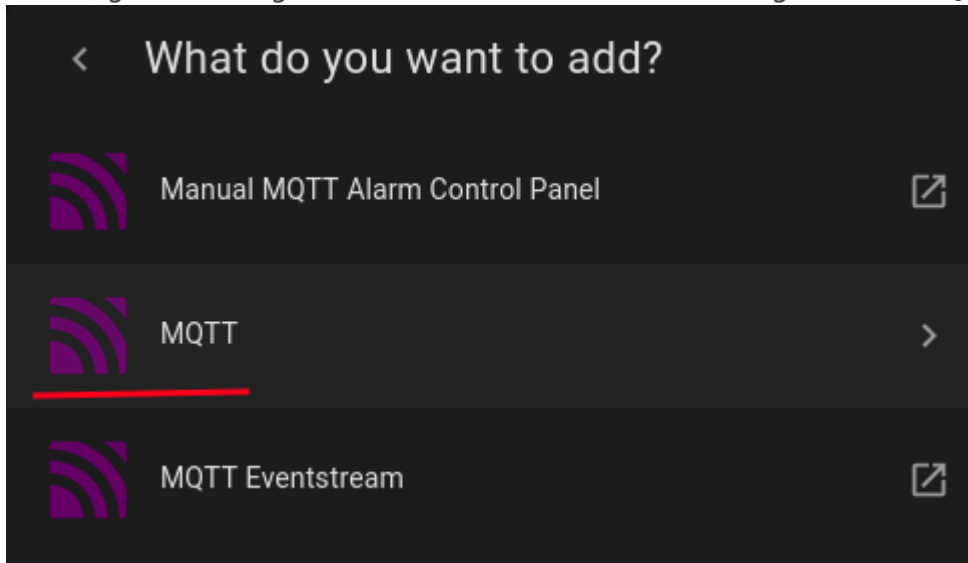 What do you want to add?
Manual MQTT Alarm Control Panel
MQTT
MQTT Eventstream